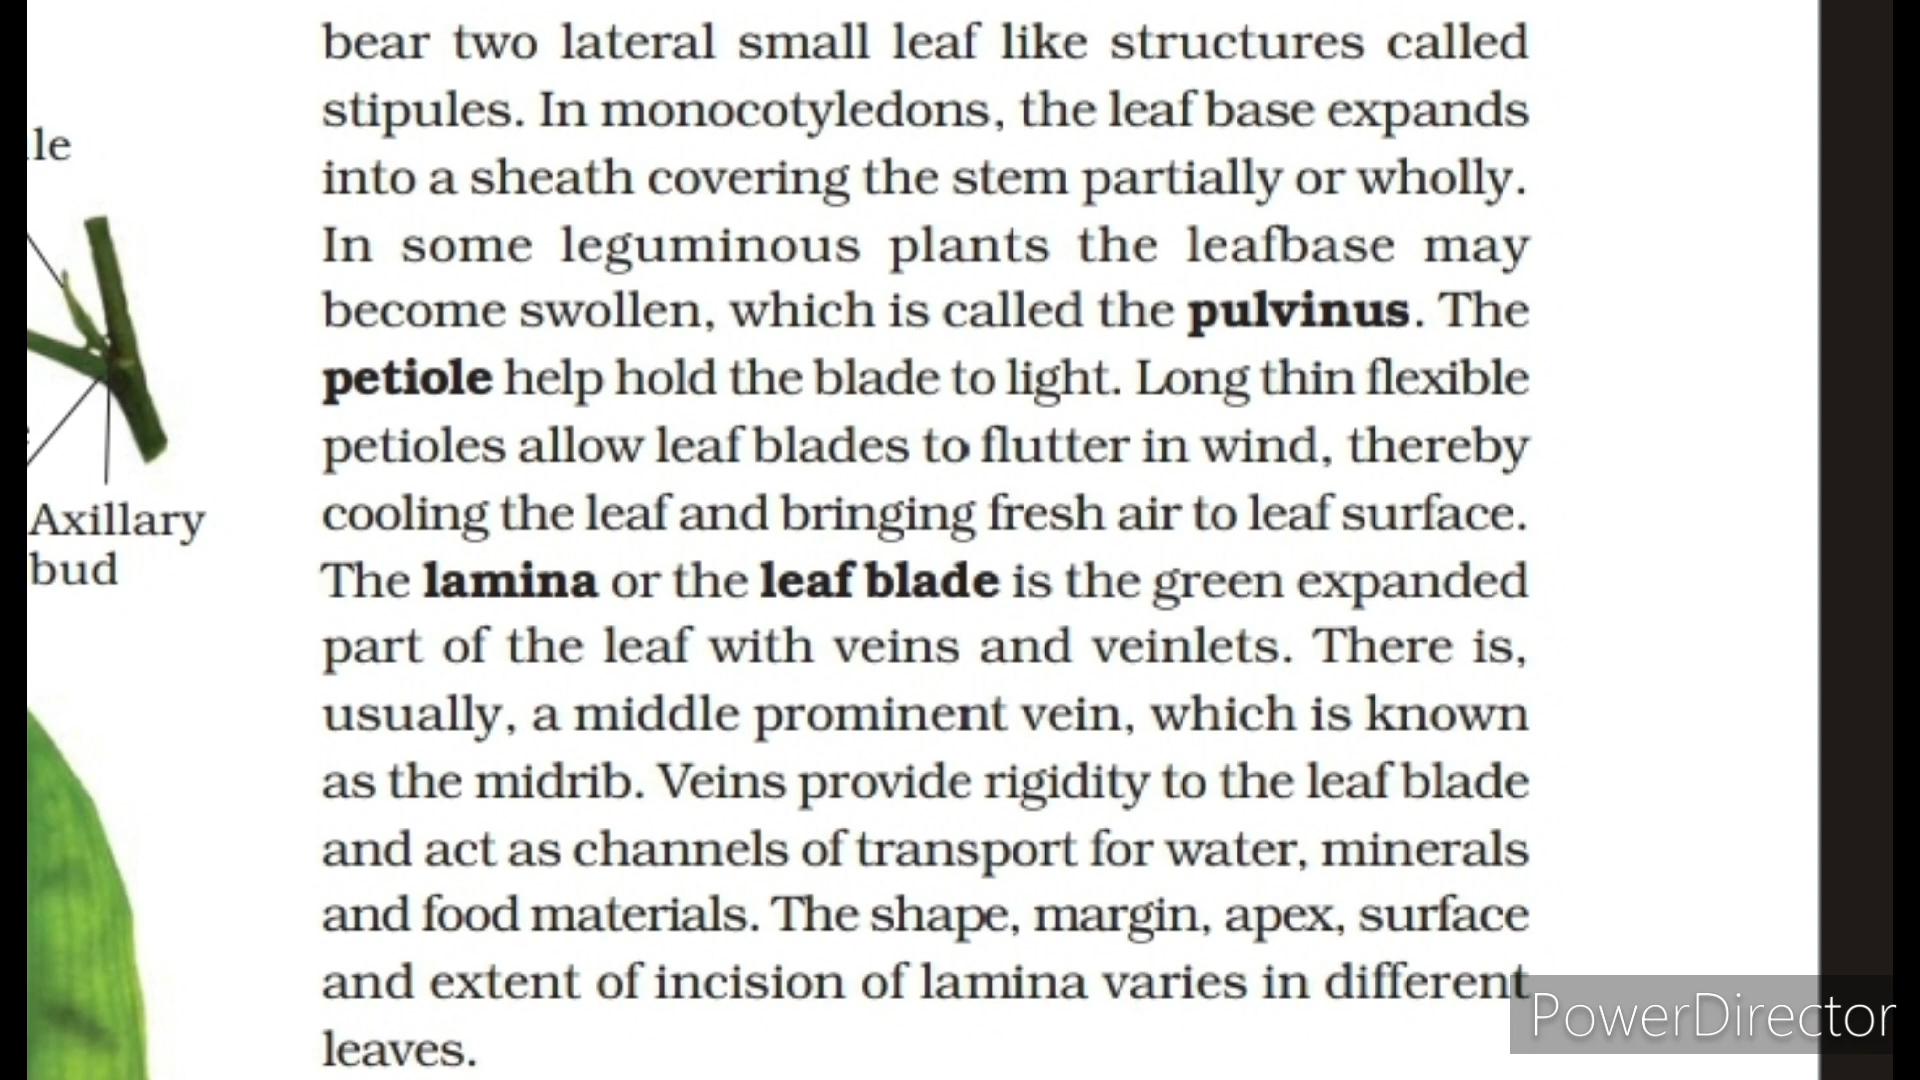 bear two lateral small leaf like structures called
stipules. In monocotyledons, the leaf base expands
into a sheath covering the stem partially or wholly.
In some leguminous plants the leafbase may
become swollen, which is called the pulvinus. The
petiole help hold the blade to light. Long thin flexible
petioles allow leaf blades to flutter in wind, thereby
cooling the leaf and bringing fresh air to leaf surface.
The lamina or the leaf blade is the green expanded
part of the leaf with veins and veinlets. There is,
usually, a middle prominent vein, which is known
as the midrib. Veins provide rigidity to the leaf blade
and act as channels of transport for water, minerals
and food materials. The shape, margin, apex, surface
and extent of incision of lamina varies in different
leaves.
le
Axillary
bud
PowerDirector